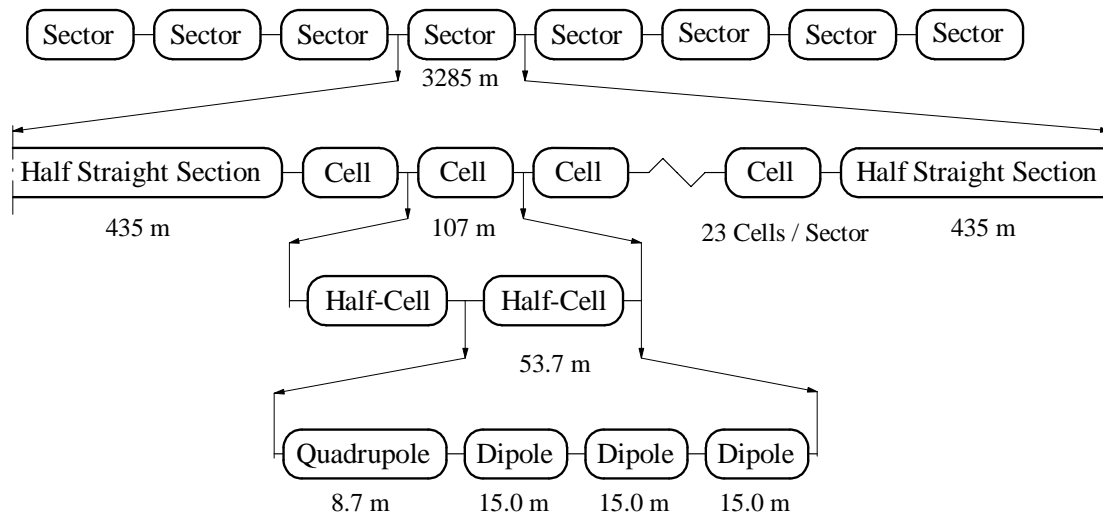 Sector Sector Sector Sector Sector Sector Sector Sector
3285 m
Half Straight Section Cell Cell Cell Cell Half Straight Section
435 m 107 m 23 Cells / Sector 435 m
Half-Cell Half-Cell
53.7 m
Quadrupole Dipole Dipole Dipole
8.7 m 15.0 m 15.0 m 15.0 m